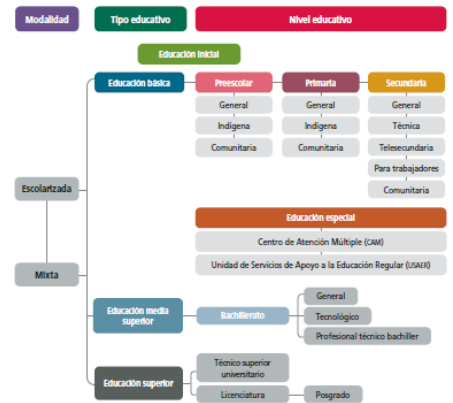 Modalidad
Tipo educativo
Nivel educativo
Educación inicial
Educación básica
Preescolar
Primaria
Secundaria
General
General
General
Indígena
Indígena
Técnica
Comunitaria
Comunitaria
Telesecundaria
Para trabajadores
Comunitaria
Escolarizada
Mixta
Educación especial
Centro de Atención Múltiple (CAM)
Unidad de Servicios de Apoyo a la Educación Regular (USAER)
Educación media
superior
Bachillerato
General
Tecnológico
Profesional técnico bachiller
Educación superior
Técnico superior
universitario
Licenciatura
Posgrado